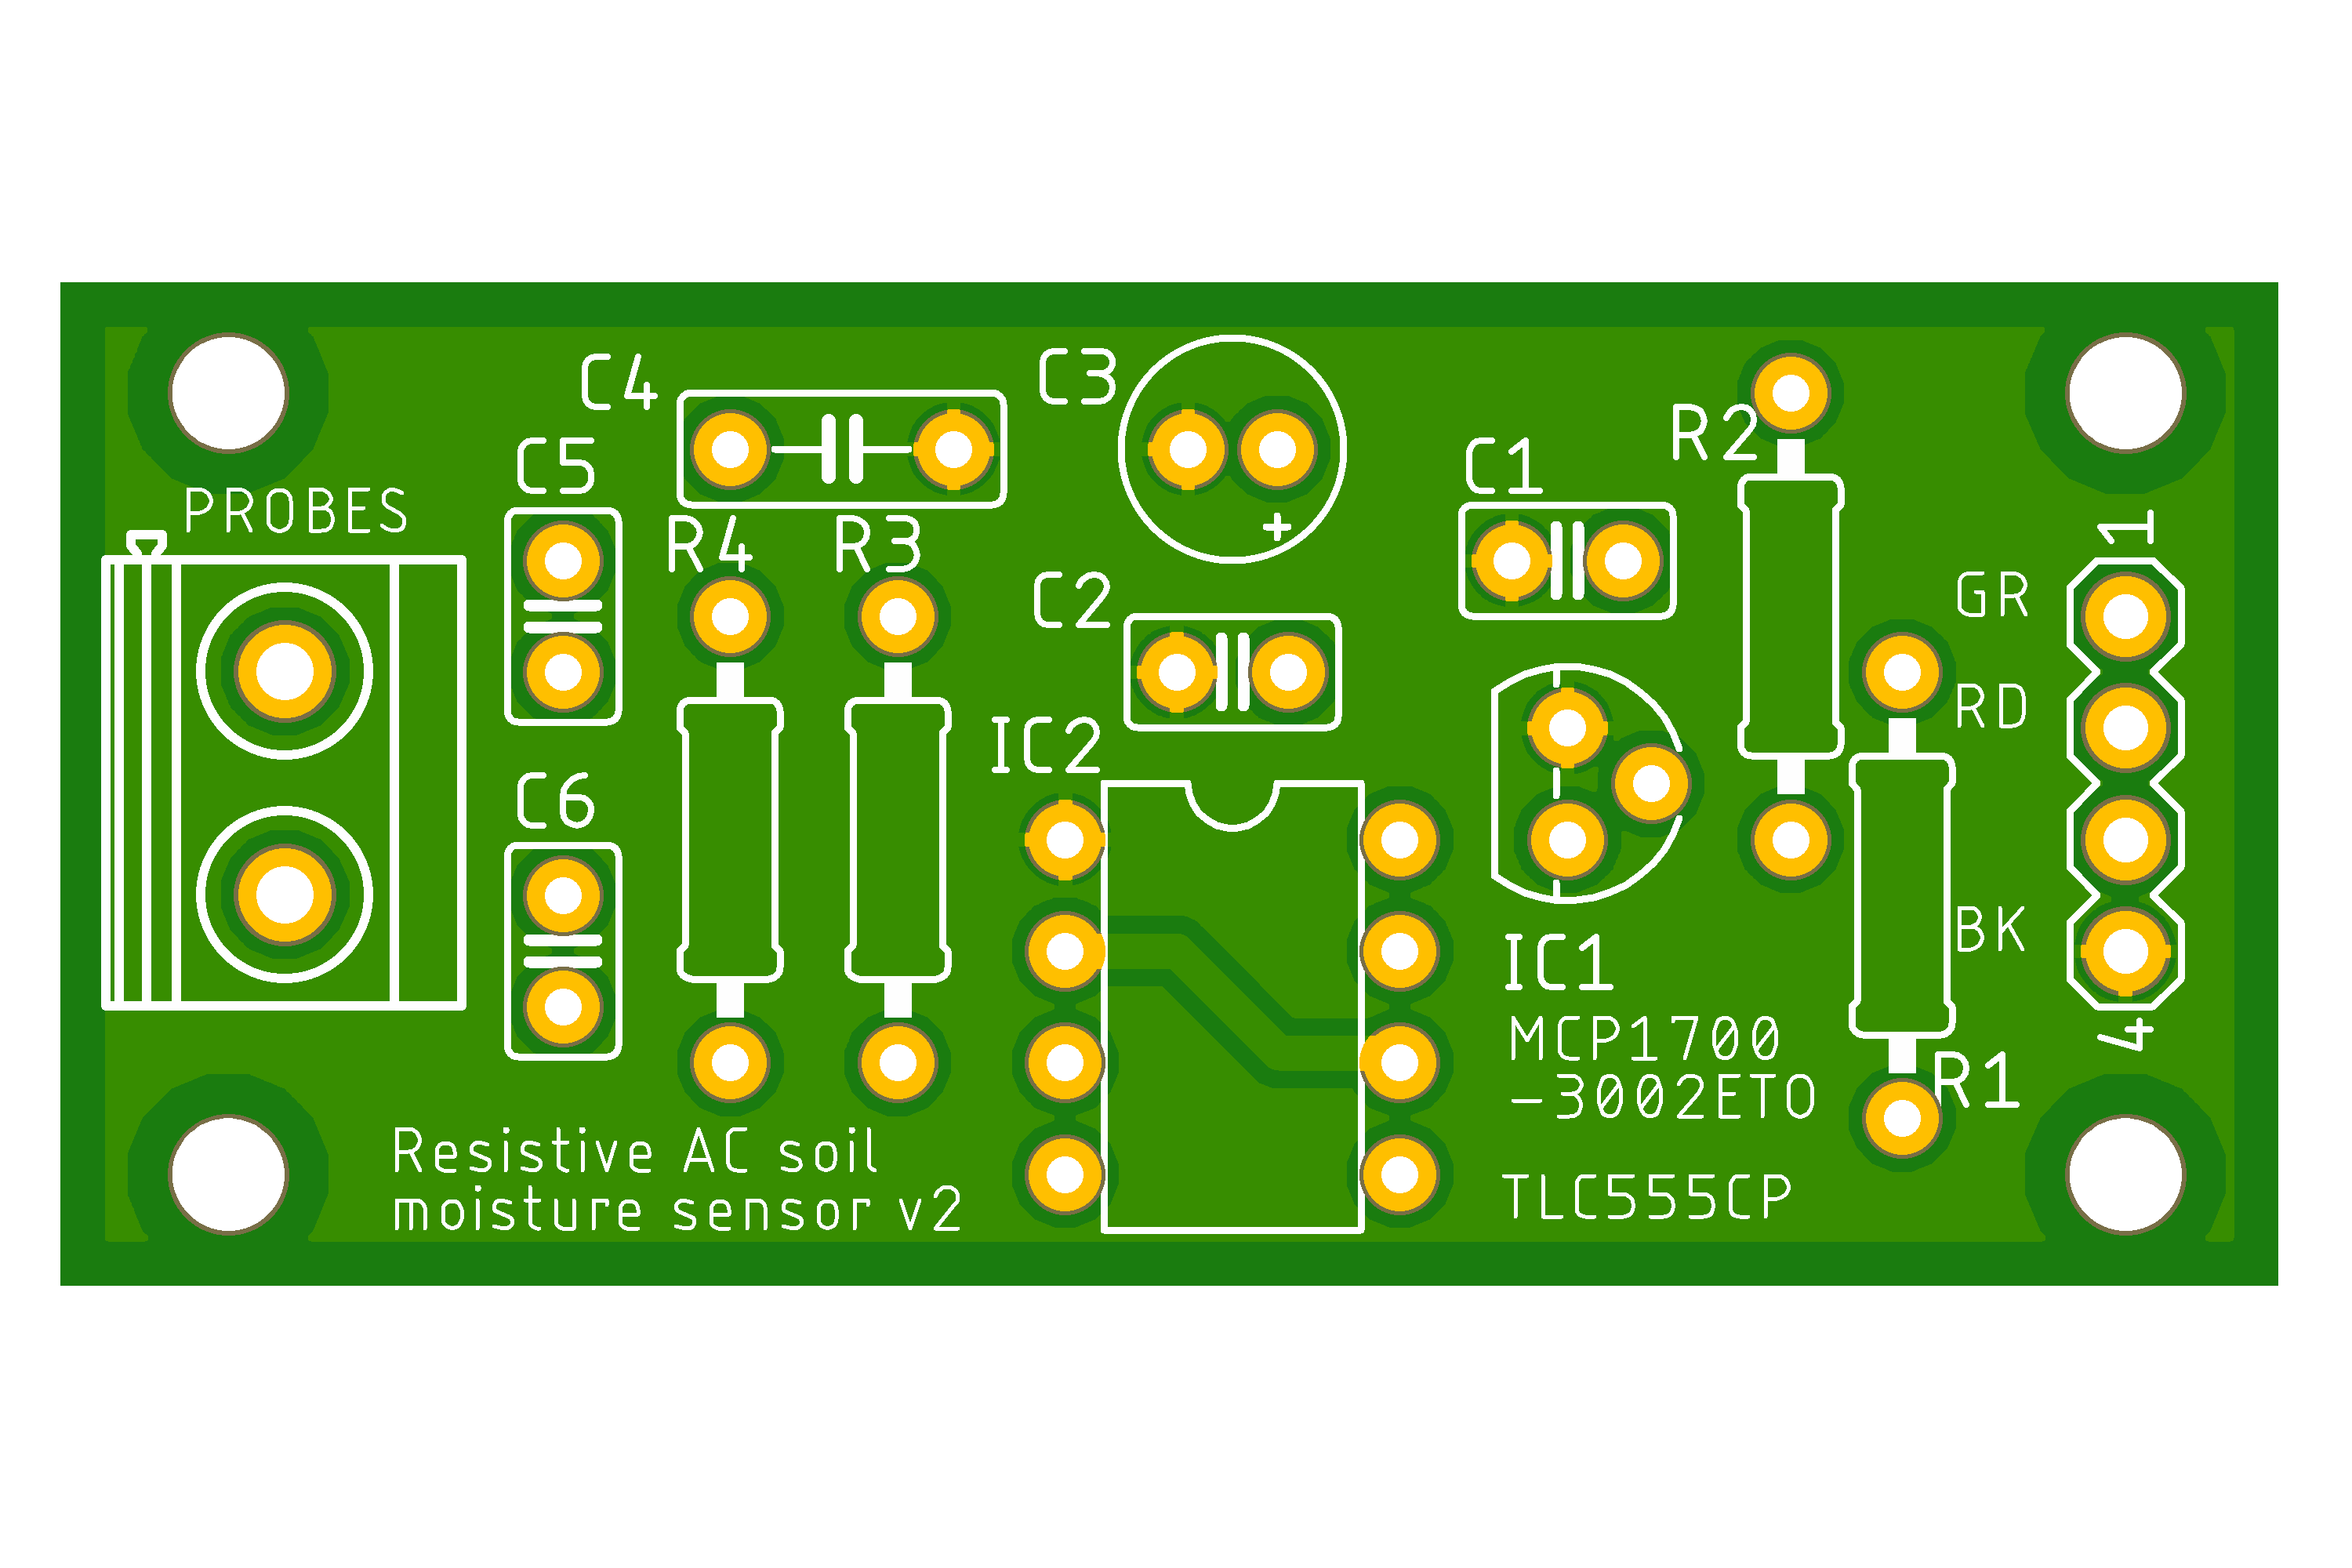 C4
C3
C5
C1
R2
PROBES
R4
R3
+
1
C2
GR
RD
IC2
C6
BK
IC1
MCP1700
-3002ETO
4
R1
Resistive AC soil
moisture sensor v2
TLC555CP